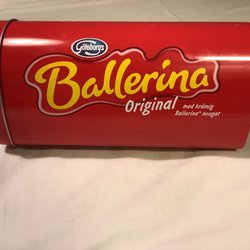 Göteborgs
Ballerina
Original
med krämig
Ballerina® nougat